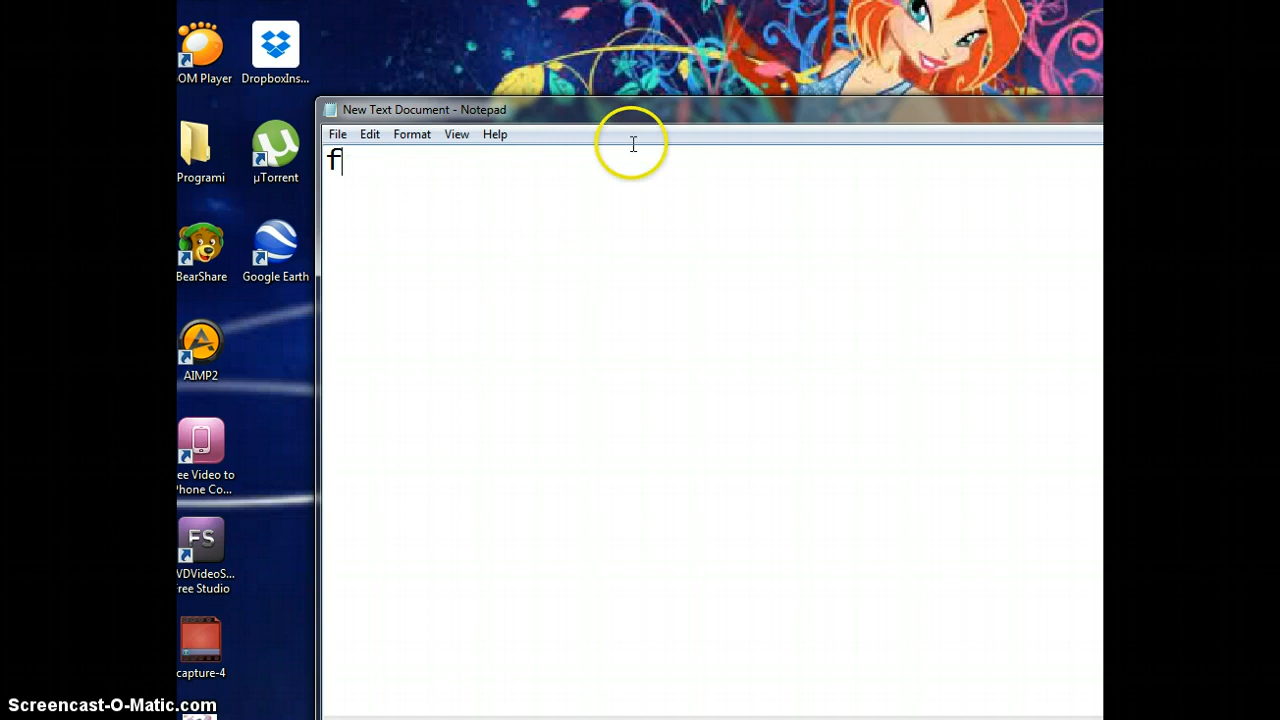 OM Player
DropboxIns...
New Text Document - Notepad
File Edit Format View Help
f
Programi
µTorrent
BearShare
Google Earth
AIMP2
ee Video to
Phone Co...
FS
VDVideoS...
ree Studio
capture-4
Screencast-O-Matic.com